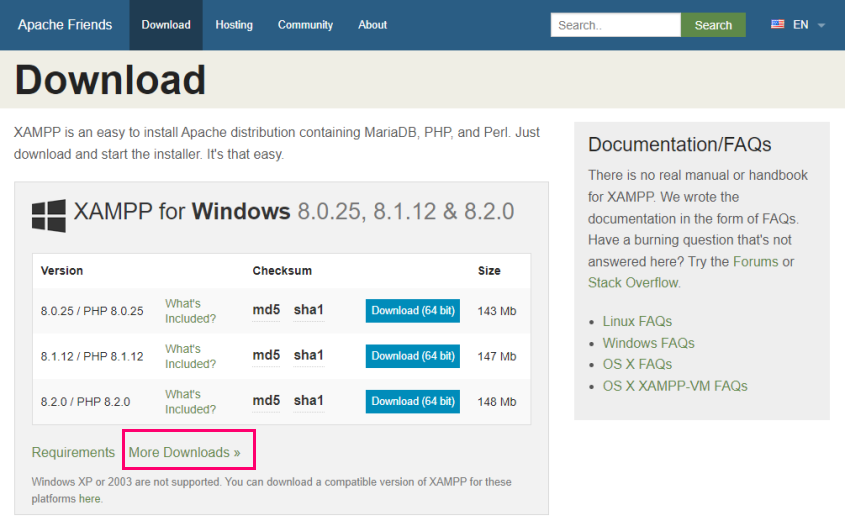 Apache Friends
Download
Hosting
Community
About
Search..
Search
EN
Download
XAMPP is an easy to install Apache distribution containing MariaDB, PHP, and Perl. Just
download and start the installer. It's that easy.
XAMPP for Windows 8.0.25, 8.1.12 & 8.2.0
Version Checksum Size
8.0.25 / PHP 8.0.25 What's Included? md5 sha1 Download (64 bit) 143 Mb
8.1.12 / PHP 8.1.12 What's Included? md5 sha1 Download (64 bit) 147 Mb
8.2.0 / PHP 8.2.0 What's Included? md5 sha1 Download (64 bit) 148 Mb
Requirements More Downloads »
Windows XP or 2003 are not supported. You can download a compatible version of XAMPP for these
platforms here.
Documentation/FAQs
There is no real manual or handbook
for XAMPP. We wrote the
documentation in the form of FAQs.
Have a burning question that's not
answered here? Try the Forums or
Stack Overflow.
• Linux FAQs
• Windows FAQs
• OS X FAQs
• OS X XAMPP-VM FAQs